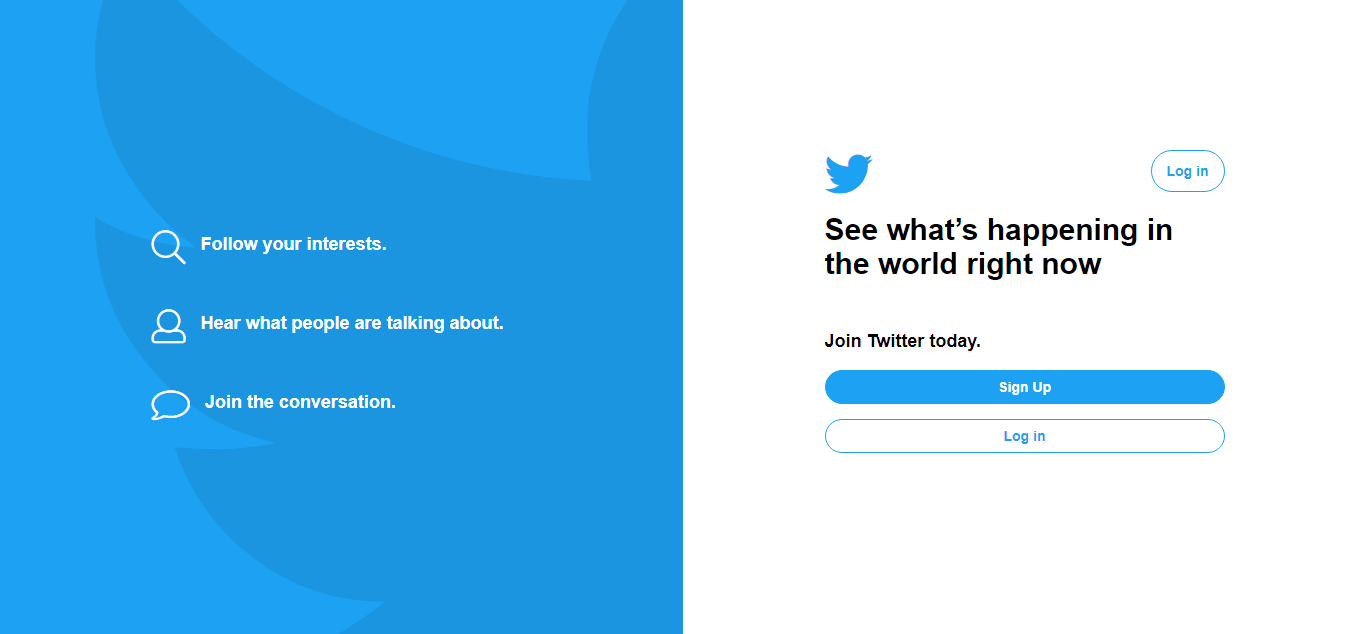 Follow your interests.
Hear what people are talking about.
Join the conversation.
Log in
See what’s happening in
the world right now
Join Twitter today.
Sign Up
Log in